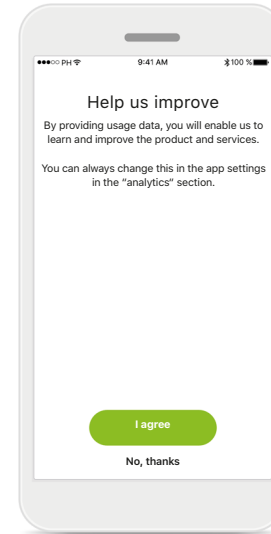 ●●●○○ PH 9:41 AM 100 %
Help us improve
By providing usage data, you will enable us to
learn and improve the product and services.
You can always change this in the app settings
in the “analytics” section.
I agree
No, thanks